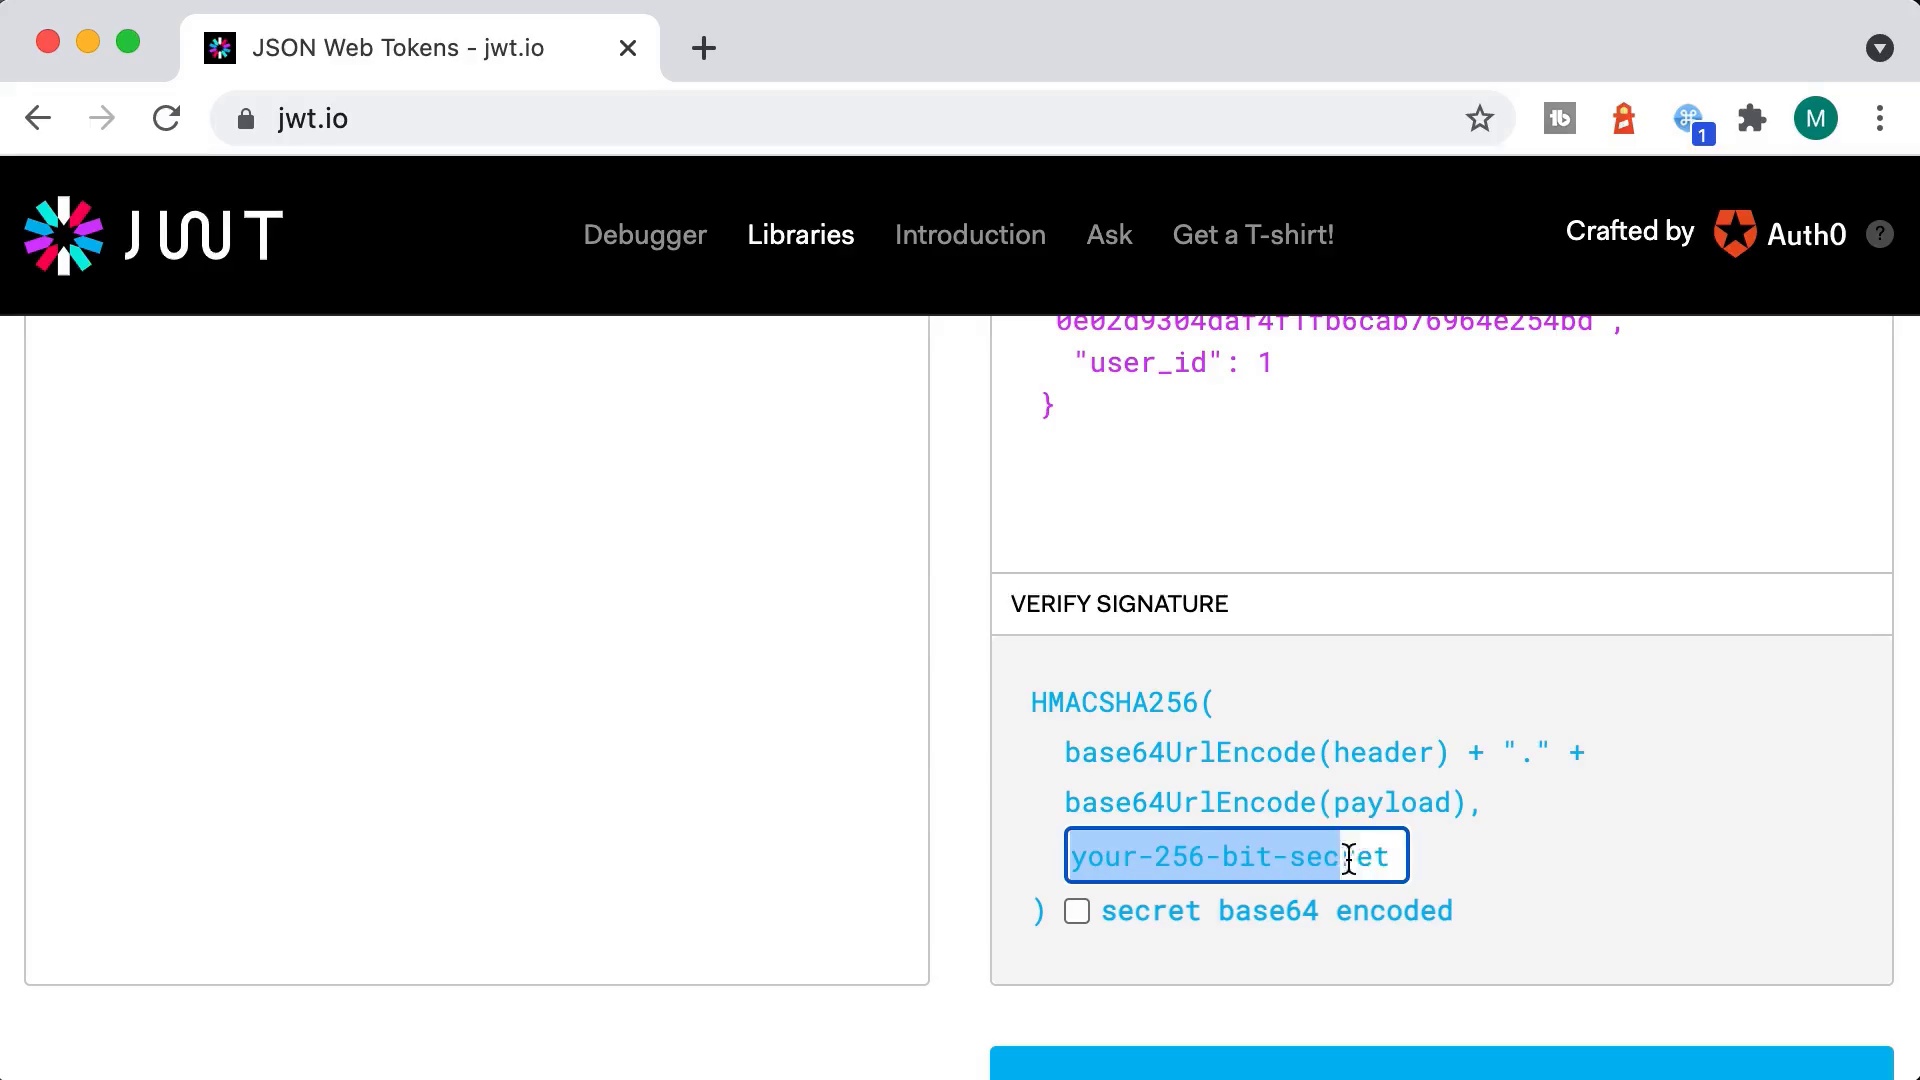 JSON Web Tokens - jwt.io
jwt.io
tb
1
M
JWT
Debugger
Libraries
Introduction
Ask
Get a T-shirt!
Crafted by
Auth0
?
0e02d9304daf4f1fb6cab76964e254bd",
"user_id": 1
}
VERIFY SIGNATURE
HMACSHA256(
base64UrlEncode(header) + "." +
base64UrlEncode(payload),
your-256-bit-secret
) secret base64 encoded